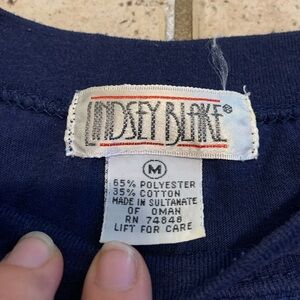 LINDSEY BLAKE®
M
65% POLYESTER
35% COTTON
MADE IN SULTANATE
OF OMAN
RN 74848
LIFT FOR CARE